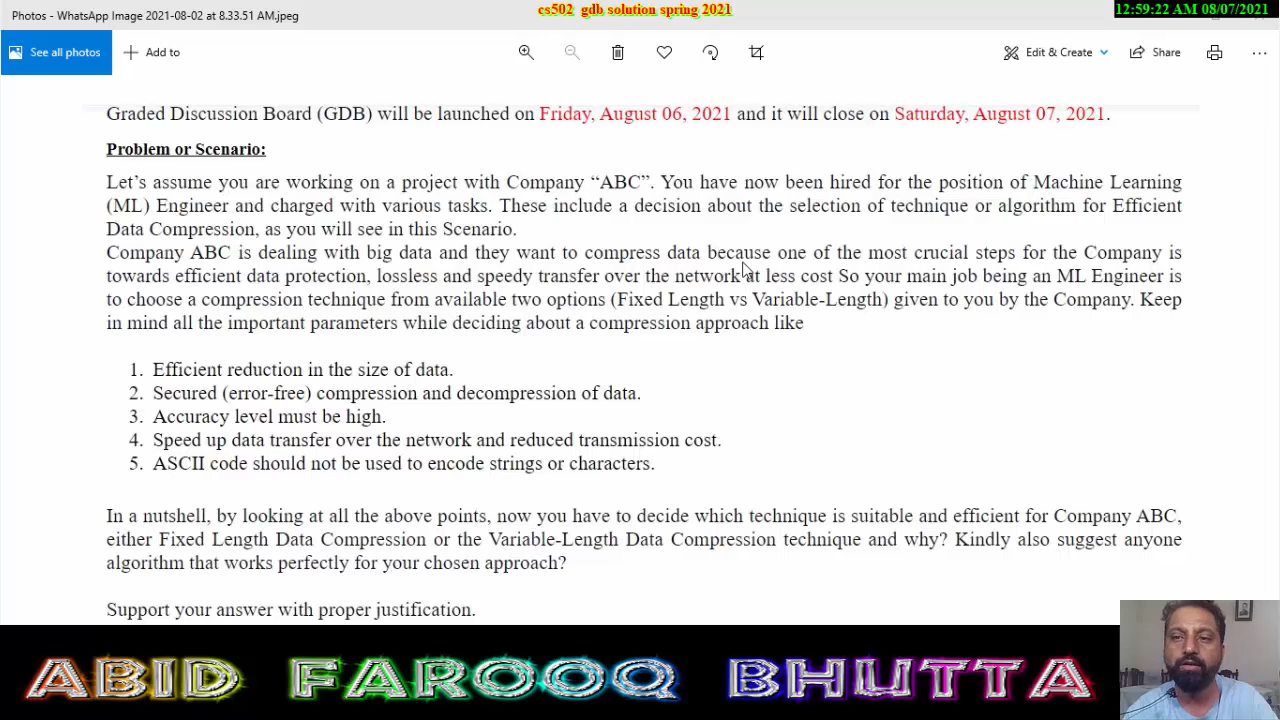 Photos - WhatsApp Image 2021-08-02 at 8.33.51 AM.jpeg
cs502 gdb solution spring 2021
12:59:22 AM 08/07/2021
See all photos
Add to
Edit & Create
Share
Graded Discussion Board (GDB) will be launched on Friday, August 06, 2021 and it will close on Saturday, August 07, 2021.
Problem or Scenario:
Let’s assume you are working on a project with Company “ABC”. You have now been hired for the position of Machine Learning
(ML) Engineer and charged with various tasks. These include a decision about the selection of technique or algorithm for Efficient
Data Compression, as you will see in this Scenario.
Company ABC is dealing with big data and they want to compress data because one of the most crucial steps for the Company is
towards efficient data protection, lossless and speedy transfer over the network at less cost So your main job being an ML Engineer is
to choose a compression technique from available two options (Fixed Length vs Variable-Length) given to you by the Company. Keep
in mind all the important parameters while deciding about a compression approach like
1. Efficient reduction in the size of data.
2. Secured (error-free) compression and decompression of data.
3. Accuracy level must be high.
4. Speed up data transfer over the network and reduced transmission cost.
5. ASCII code should not be used to encode strings or characters.
In a nutshell, by looking at all the above points, now you have to decide which technique is suitable and efficient for Company ABC,
either Fixed Length Data Compression or the Variable-Length Data Compression technique and why? Kindly also suggest anyone
algorithm that works perfectly for your chosen approach?
Support your answer with proper justification.
ABID FAROOQ BHUTTA